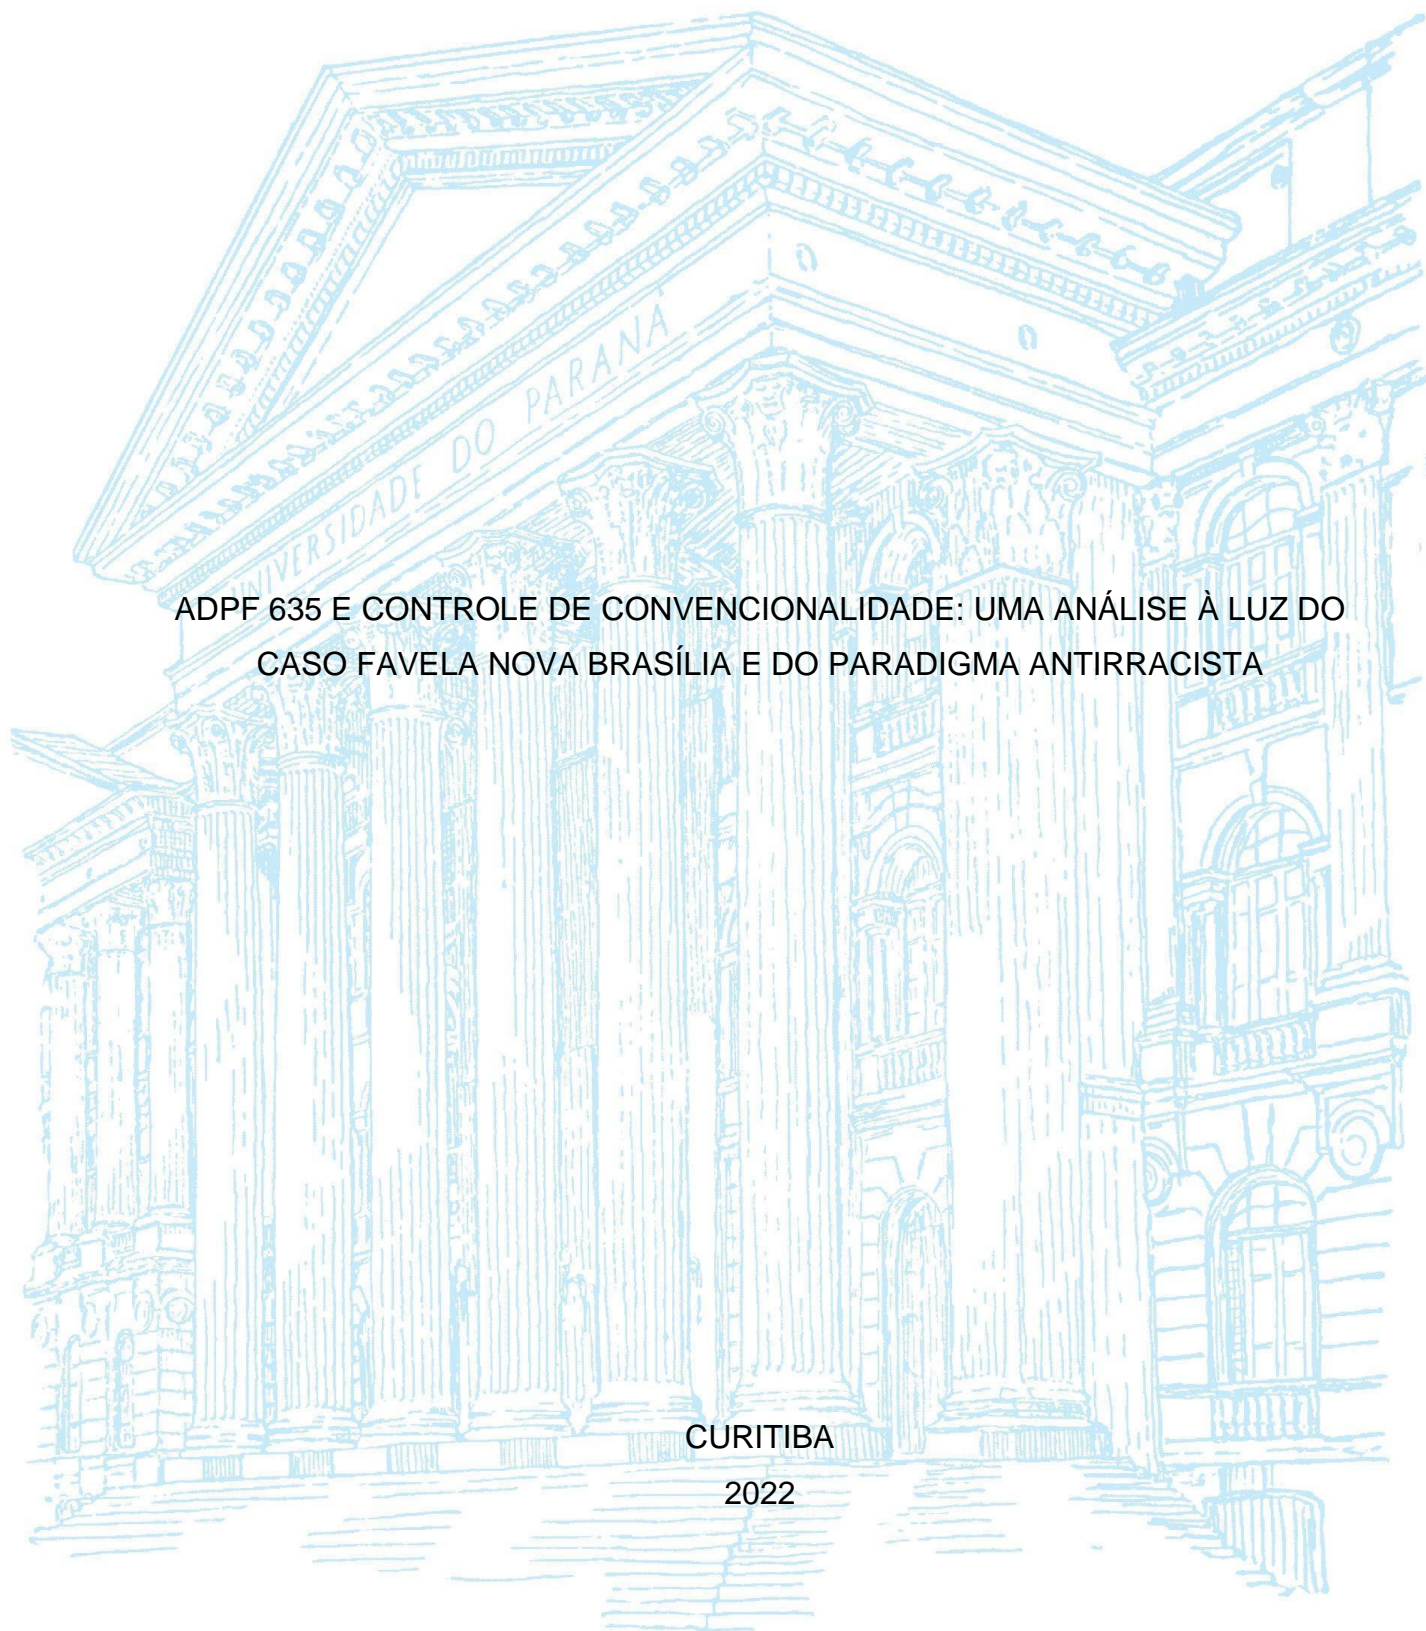 UNIVERSIDADE DO PARANÁ
ADPF 635 E CONTROLE DE CONVENCIONALIDADE: UMA ANÁLISE À LUZ DO
CASO FAVELA NOVA BRASÍLIA E DO PARADIGMA ANTIRRACISTA
CURITIBA
2022